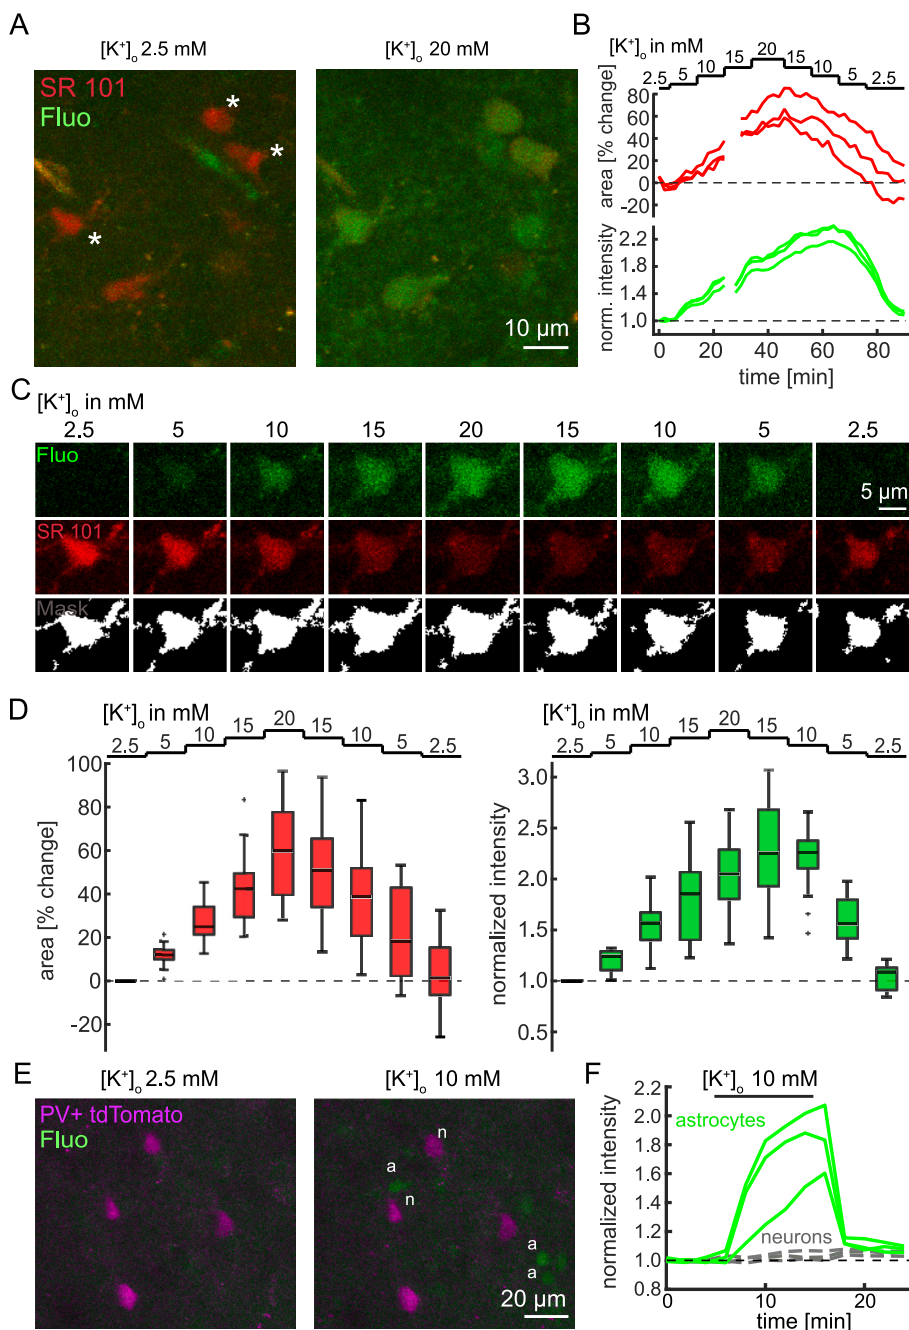 A
[K⁺]ₒ 2.5 mM
[K⁺]ₒ 20 mM
SR 101
Fluo
*
*
*
10 µm
B
[K⁺]ₒ in mM
2.5 5 10 15 20 15 10 5 2.5
area [% change]
80
60
40
20
0
-20
norm. intensity
2.2
1.8
1.4
1.0
0 20 40 60 80
time [min]
C
[K⁺]ₒ in mM
2.5 5 10 15 20 15 10 5 2.5
Fluo
5 µm
SR 101
Mask
D
[K⁺]ₒ in mM
2.5 5 10 15 20 15 10 5 2.5
area [% change]
100
80
60
40
20
0
-20
[K⁺]ₒ in mM
2.5 5 10 15 20 15 10 5 2.5
normalized intensity
3.0
2.5
2.0
1.5
1.0
0.5
E
[K⁺]ₒ 2.5 mM
[K⁺]ₒ 10 mM
PV+ tdTomato
Fluo
n
a
n
a
a
20 µm
F
[K⁺]ₒ 10 mM
normalized intensity
2.2
2.0
1.8
1.6
1.4
1.2
1.0
0.8
astrocytes
neurons
0 10 20
time [min]